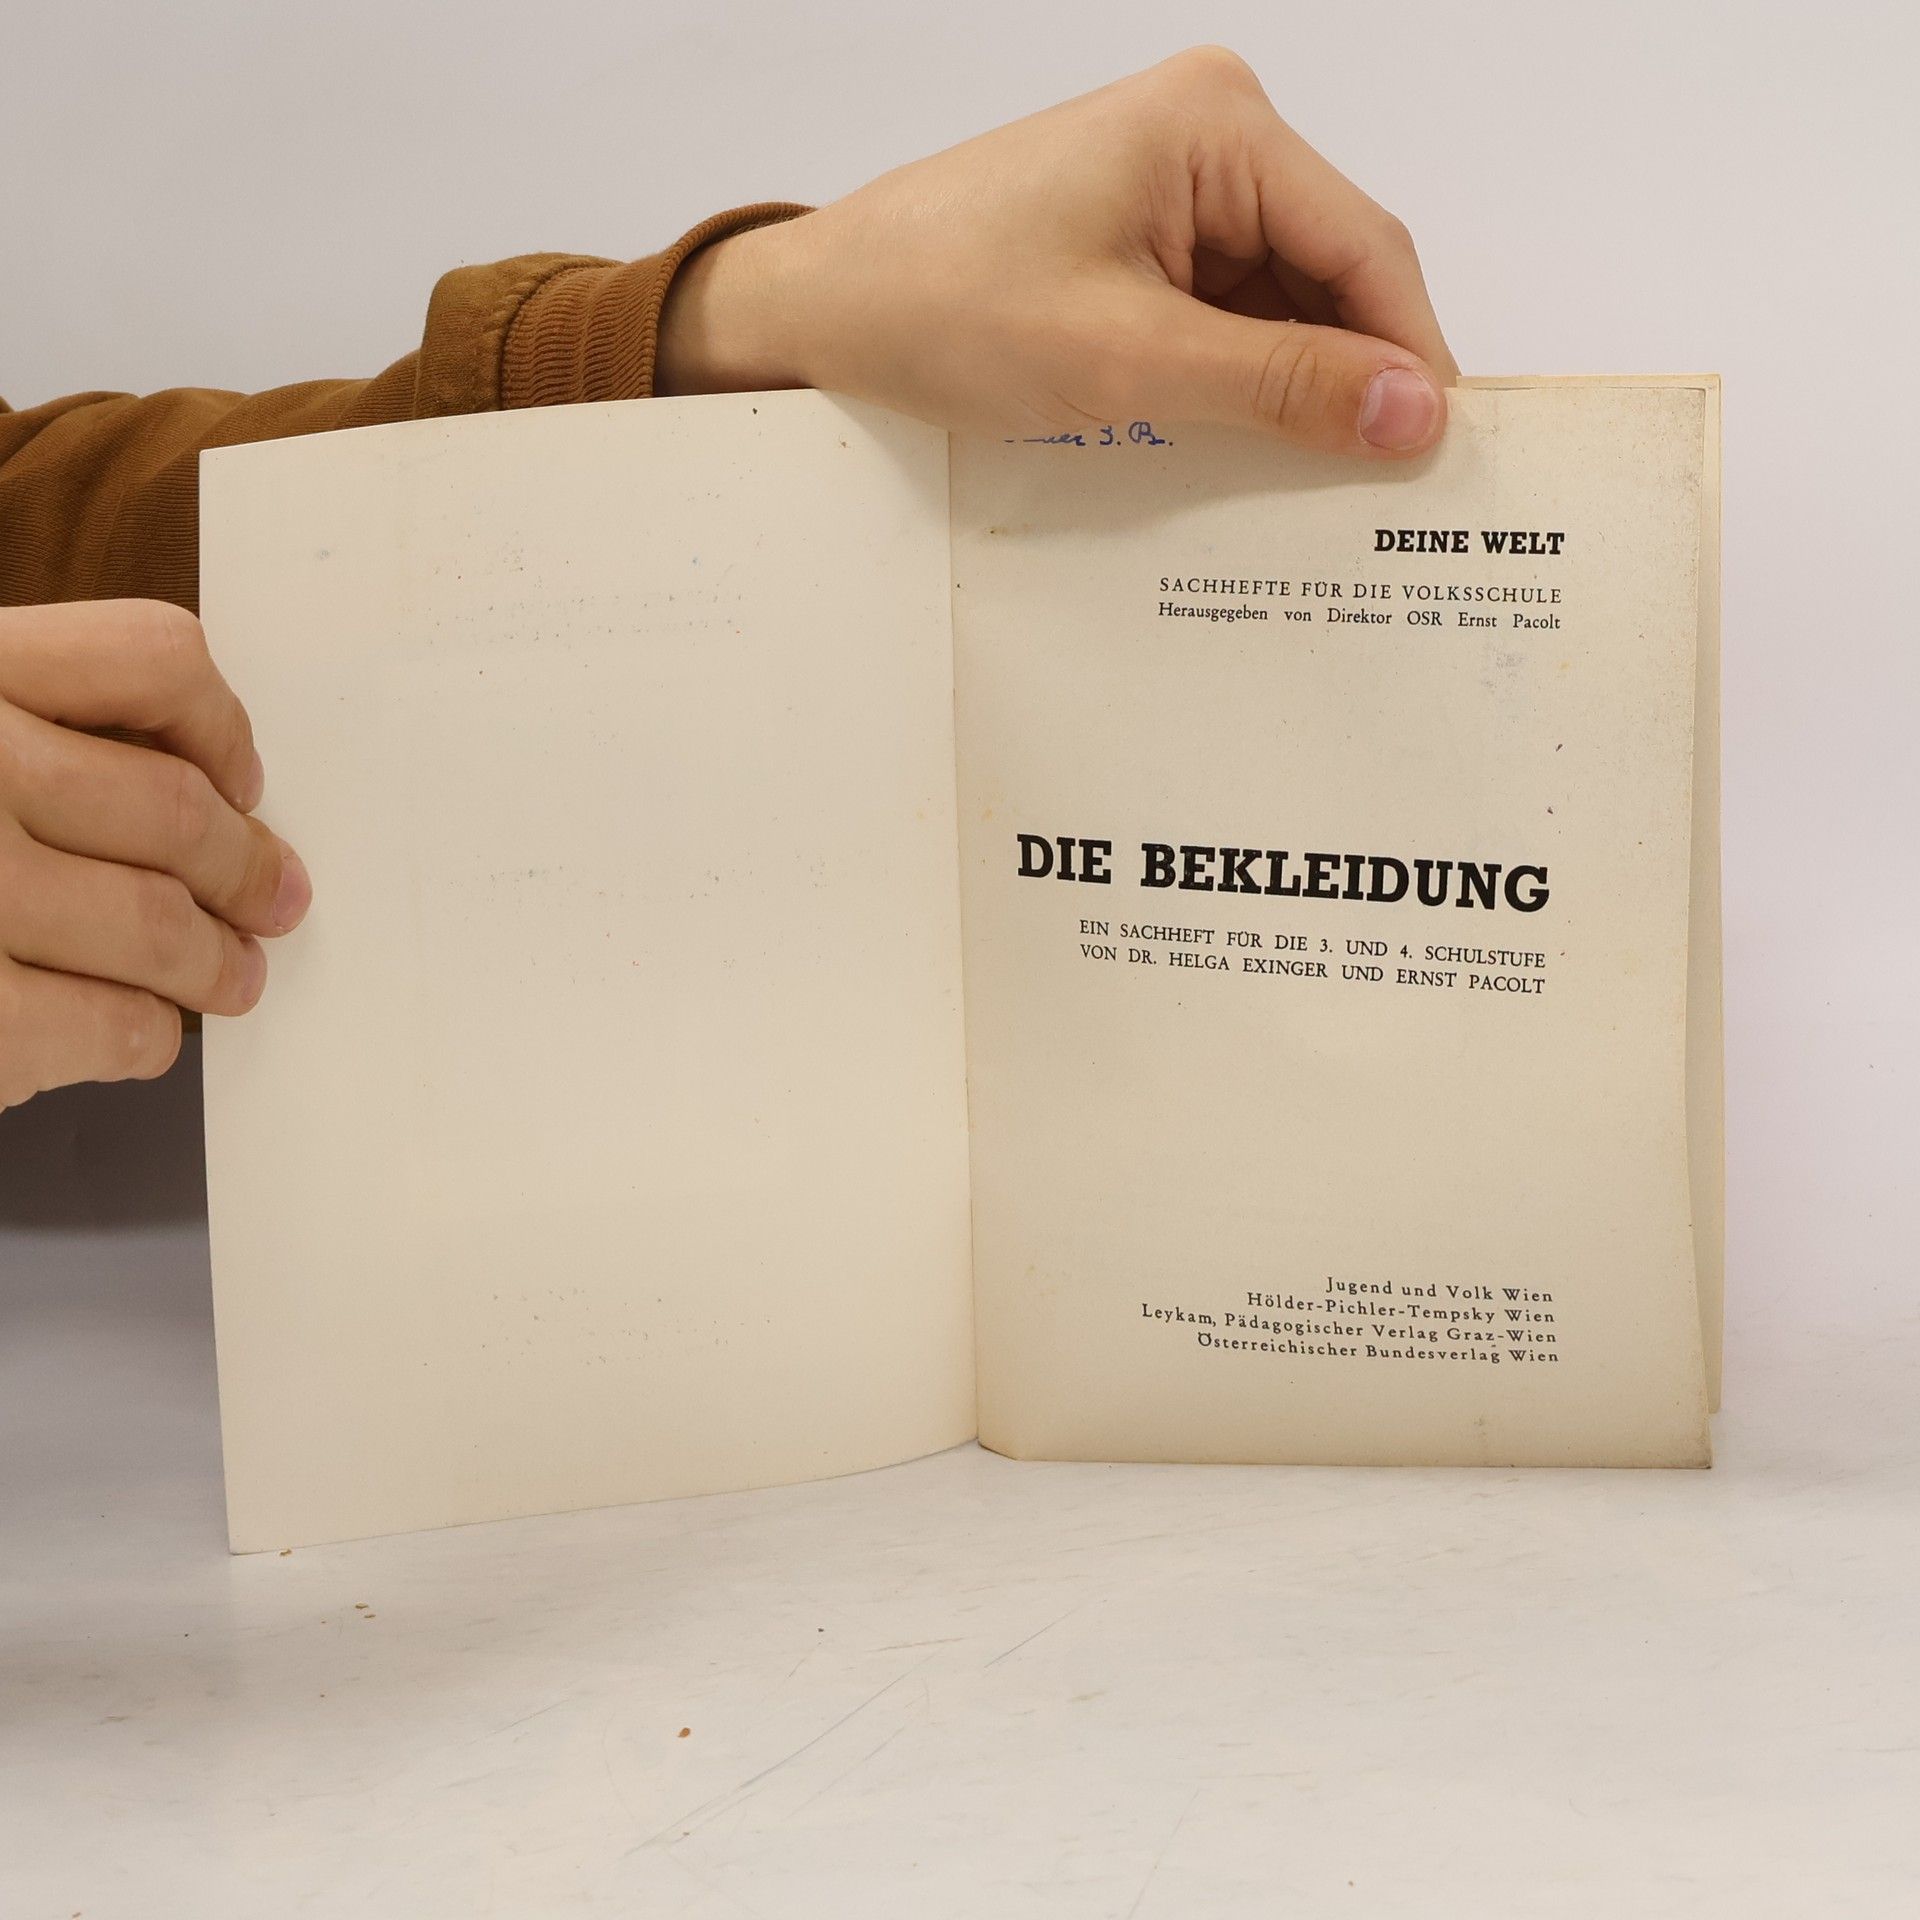 3. B.
DEINE WELT
SACHHEFTE FÜR DIE VOLKSSCHULE
Herausgegeben von Direktor OSR Ernst Pacolt
DIE BEKLEIDUNG
EIN SACHHEFT FÜR DIE 3. UND 4. SCHULSTUFE
VON DR. HELGA EXINGER UND ERNST PACOLT
Jugend und Volk Wien
Hölder-Pichler-Tempsky Wien
Leykam, Pädagogischer Verlag Graz-Wien
Österreichischer Bundesverlag Wien